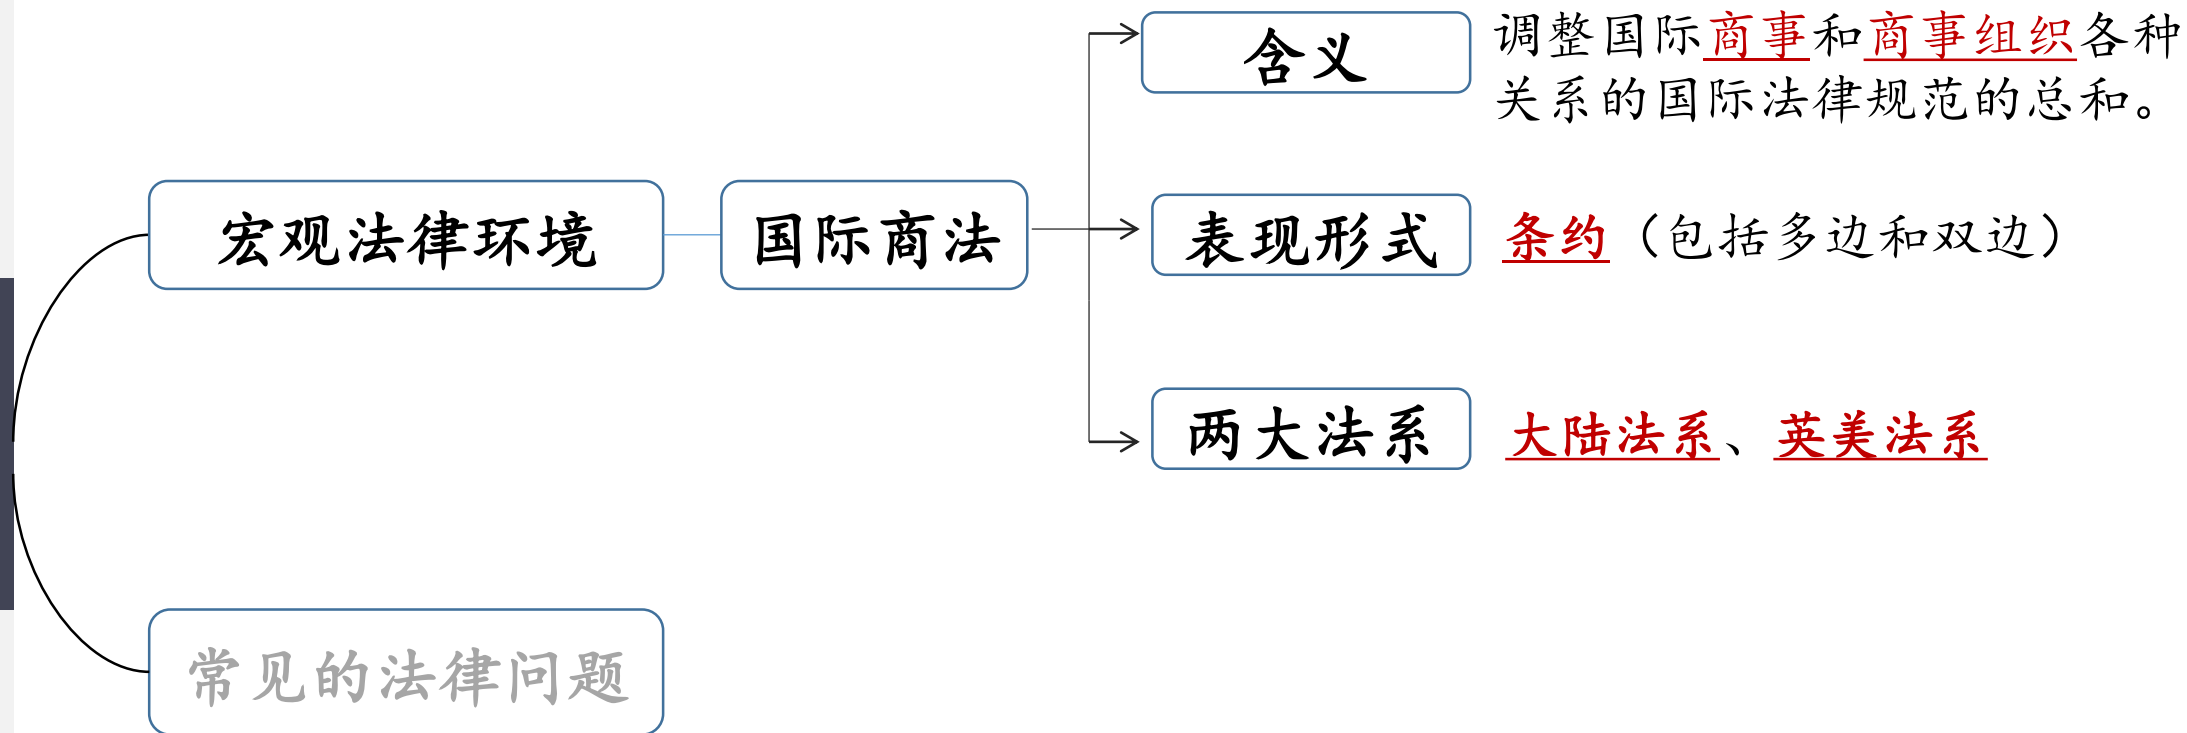 含义
调整国际商事和商事组织各种
关系的国际法律规范的总和。
宏观法律环境
国际商法
表现形式
条约（包括多边和双边）
两大法系
大陆法系、英美法系
常见的法律问题